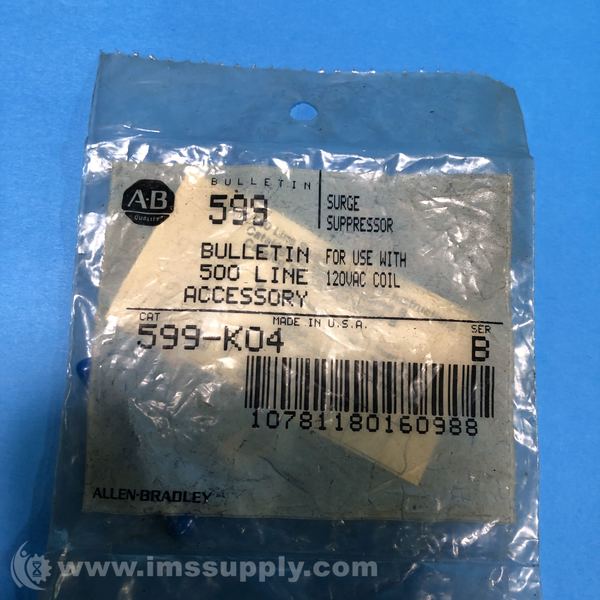 BULLETIN
A-B
QUALITY
599
SURGE
SUPPRESSOR
BULLETIN
500 LINE
ACCESSORY
FOR USE WITH
120VAC COIL
CAT
MADE IN U.S.A.
SER
599-K04
B
10781180160988
ALLEN-BRADLEY
www.imssupply.com